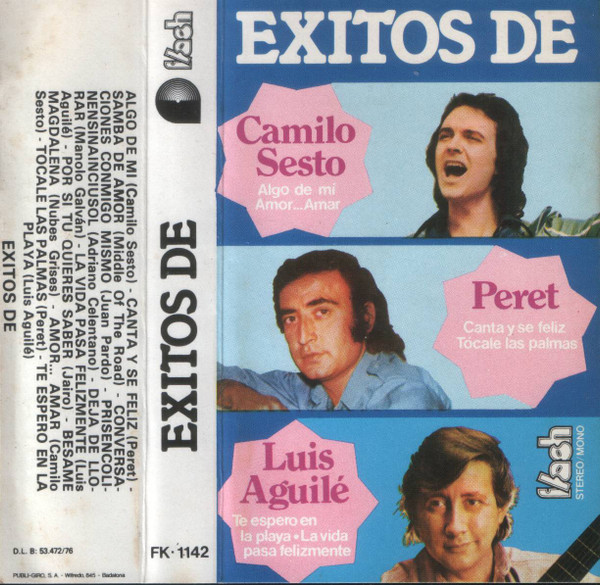 flash
ALGO DE MI (Camilo Sesto) - CANTA Y SE FELIZ (Peret) -
SAMBA DE AMOR (Middle Of The Road) - CONVERSA-
CIONES CONMIGO MISMO (Juan Pardo) - PRISENCOLI-
NENSINAINCIUSOL (Adriano Celentano) - DEJA DE LLO-
RAR (Manolo Galván) - LA VIDA PASA FELIZMENTE (Luis
Aguilé) - POR SI TU QUIERES SABER (Jairo) - BESAME
MAGDALENA (Nubes Grises) - AMOR... AMAR (Camilo
Sesto) - TOCALE LAS PALMAS (Peret) - TE ESPERO EN LA
PLAYA (Luis Aguilé)
EXITOS DE
D.L. B: 53.472/76
PUBLI-GIRO, S.A. - Wifredo, 645 - Badalona
EXITOS DE
FK-1142
EXITOS DE
Camilo
Sesto
Algo de mí
Amor...Amar
Peret
Canta y se feliz
Tócale las palmas
Luis
Aguilé
Te espero en
la playa • La vida
pasa felizmente
flash
STEREO/MONO